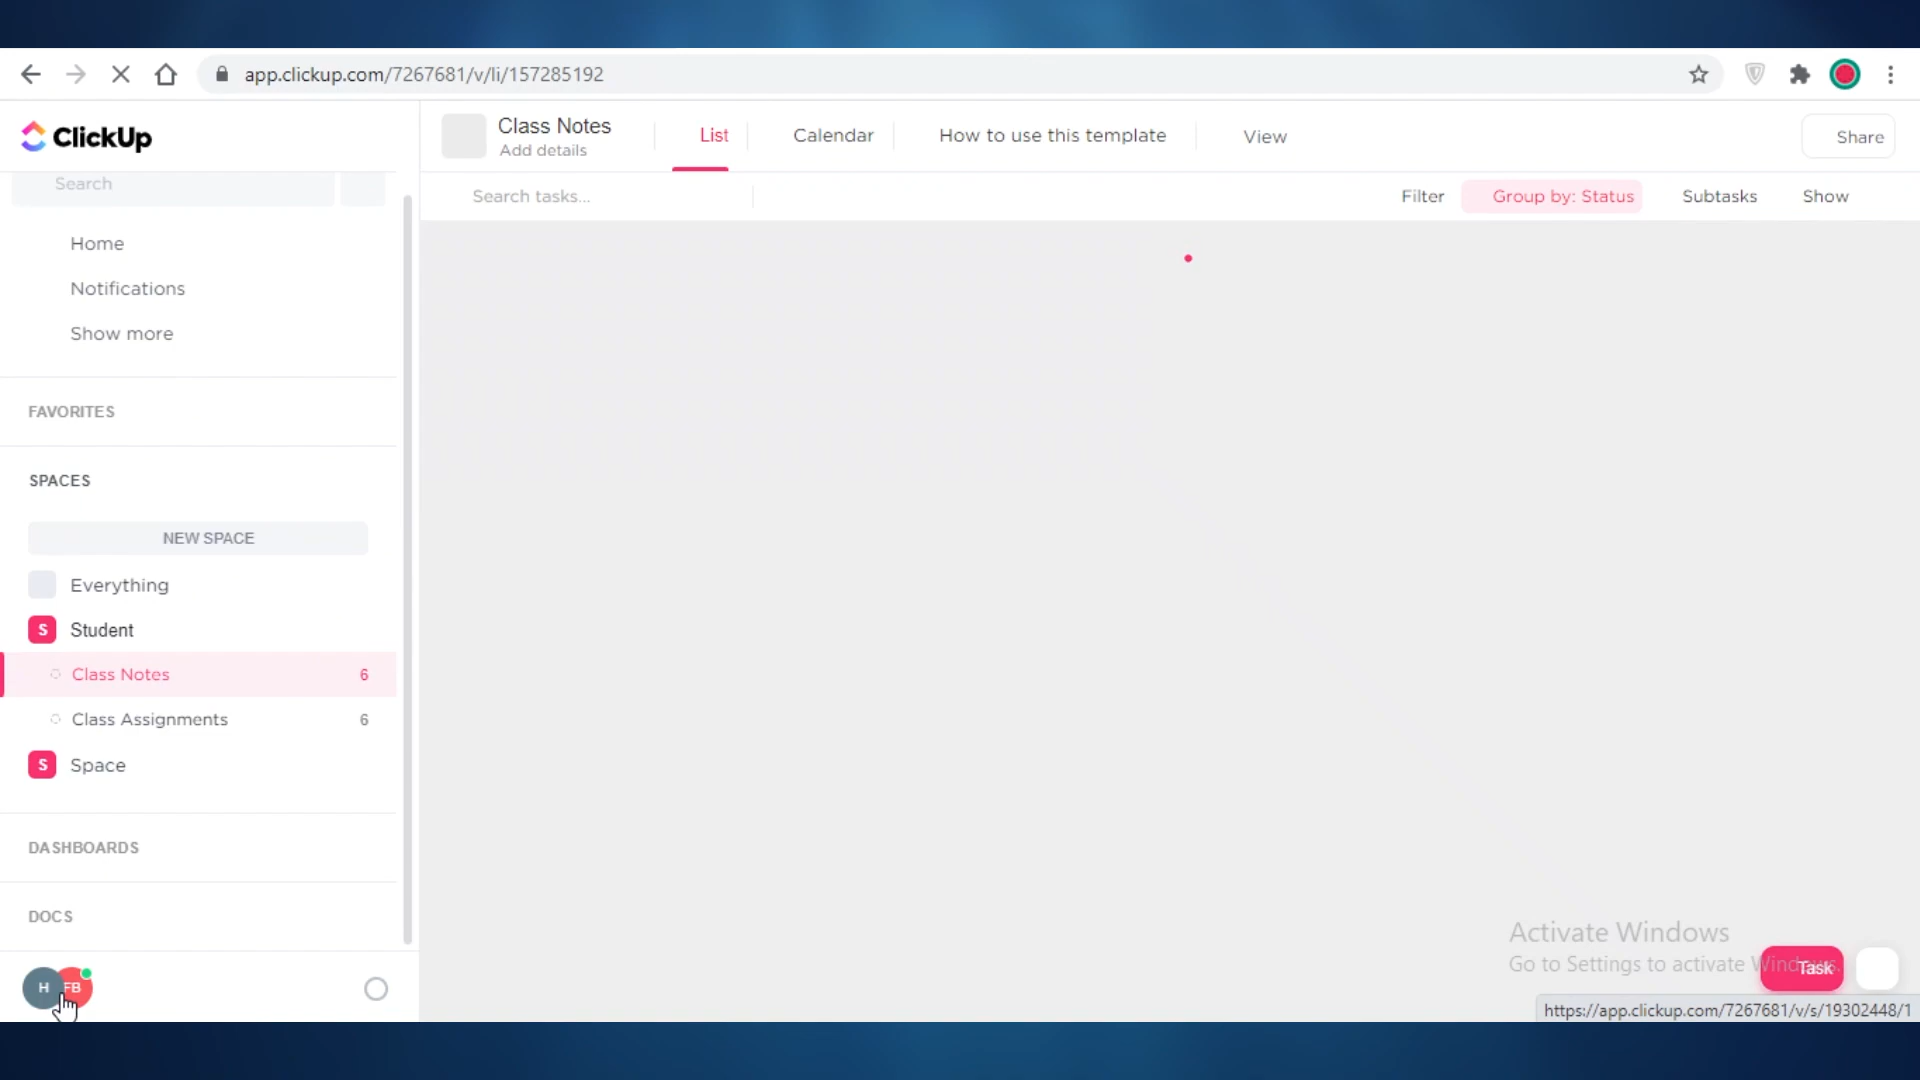 app.clickup.com/7267681/v/li/157285192
ClickUp
Search
Home
Notifications
Show more
FAVORITES
SPACES
NEW SPACE
Everything
S Student
Class Notes 6
Class Assignments 6
S Space
DASHBOARDS
DOCS
H FB
Class Notes
Add details
List
Calendar
How to use this template
View
Share
Search tasks...
Filter
Group by: Status
Subtasks
Show
Activate Windows
Go to Settings to activate Windows.
Task
https://app.clickup.com/7267681/v/s/19302448/1